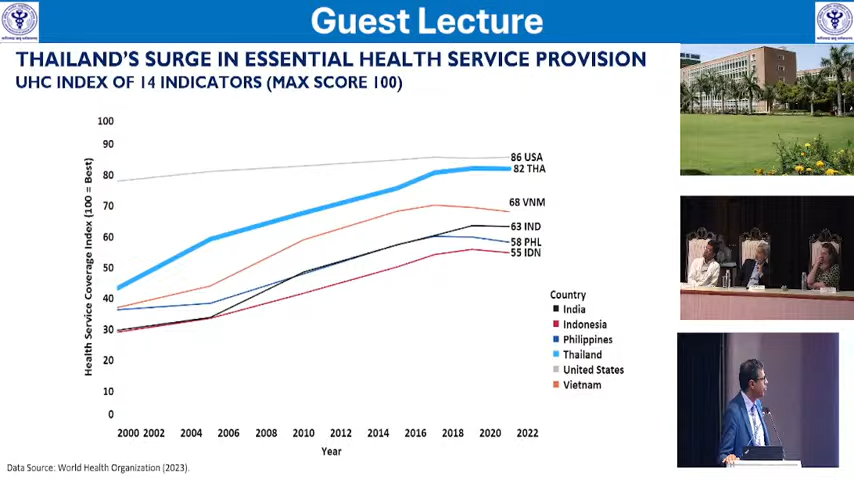 Guest Lecture
THAILAND'S SURGE IN ESSENTIAL HEALTH SERVICE PROVISION
UHC INDEX OF 14 INDICATORS (MAX SCORE 100)
Health Service Coverage Index (100 = Best)
100
90
80
70
60
50
40
30
20
10
0
86 USA
82 THA
68 VNM
63 IND
58 PHL
55 IDN
Country
India
Indonesia
Philippines
Thailand
United States
Vietnam
2000 2002 2004 2006 2008 2010 2012 2014 2016 2018 2020 2022
Year
Data Source: World Health Organization (2023).